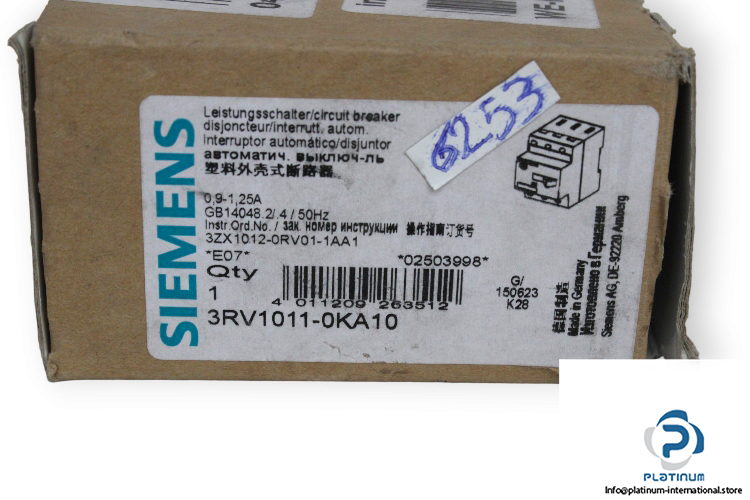 SIEMENS
Leistungsschalter/circuit breaker
disjoncteur/interrutt. autom.
interruptor automático/disjuntor
автоматич. выключ-ль
塑料外壳式断路器
0,9-1,25A
GB14048.2/.4 / 50Hz
Instr.Ord.No. / зак. номер инструкции 操作指南订货号
3ZX1012-0RV01-1AA1
*E07* *02503998*
Qty
1
4 011209 263512
3RV1011-0KA10
G/
150623
K28
德国制造
Made in Germany
Изготовлено в Германии
Siemens AG, DE-92220 Amberg
6253
PLATINUM
Info@platinum-international.store